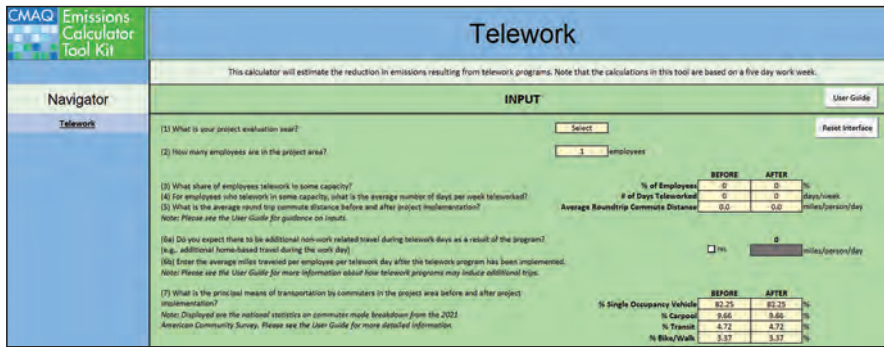 CMAQ Emissions
Calculator
Tool Kit
Telework
This calculator will estimate the reduction in emissions resulting from telework programs. Note that the calculations in this tool are based on a five day work week.
Navigator
INPUT
User Guide
Telework
Reset Interface
(1) What is your project evaluation year?
Select
(2) How many employees are in the project area?
1 employees
BEFORE AFTER
(3) What share of employees telework in some capacity?
% of Employees 0 0 %
(4) For employees who telework in some capacity, what is the average number of days per week teleworked?
# of Days Teleworked 0 0 days/week
(5) What is the average round trip commute distance before and after project implementation?
Average Roundtrip Commute Distance 0.0 0.0 miles/person/day
Note: Please see the User Guide for guidance on inputs.
(6a) Do you expect there to be additional non-work related travel during telework days as a result of the program?
0
(e.g., additional home-based travel during the work day)
Yes
miles/person/day
(6b) Enter the average miles traveled per employee per telework day after the telework program has been implemented.
Note: Please see the User Guide for more information about how telework programs may induce additional trips.
(7) What is the principal means of transportation by commuters in the project area before and after project
implementation?
BEFORE AFTER
% Single Occupancy Vehicle 82.25 82.25 %
Note: Displayed are the national statistics on commuter mode breakdown from the 2021
% Carpool 9.66 9.66 %
American Community Survey. Please see the User Guide for more detailed information.
% Transit 4.72 4.72 %
% Bike/Walk 3.37 3.37 %